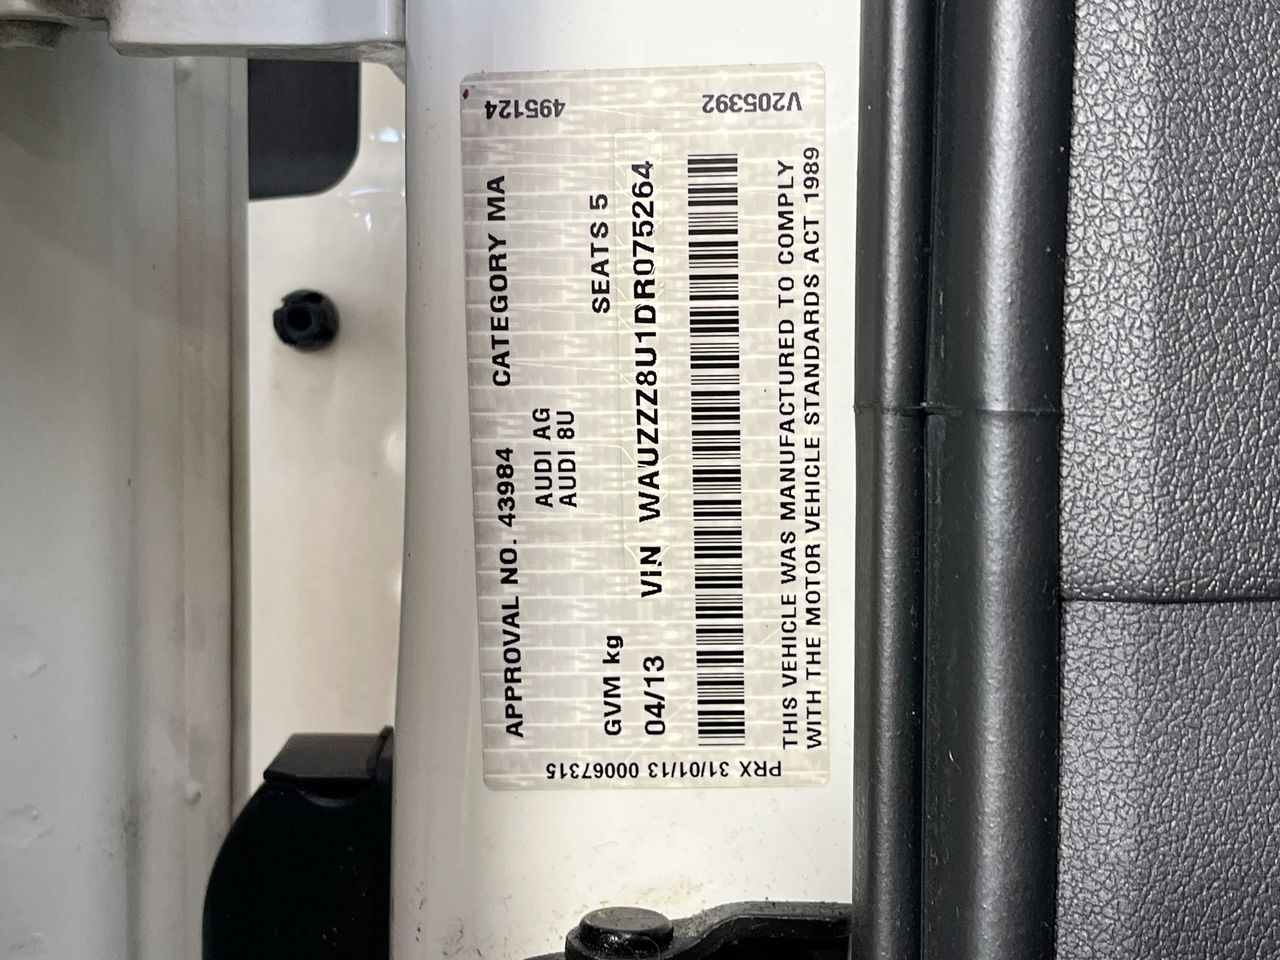 APPROVAL NO. 43984 CATEGORY MA
AUDI AG
AUDI 8U
GVM kg SEATS 5
04/13 VIN WAUZZZ8U1DR075264
THIS VEHICLE WAS MANUFACTURED TO COMPLY
WITH THE MOTOR VEHICLE STANDARDS ACT 1989
495124
V205392
PRX 31/01/13 00067315